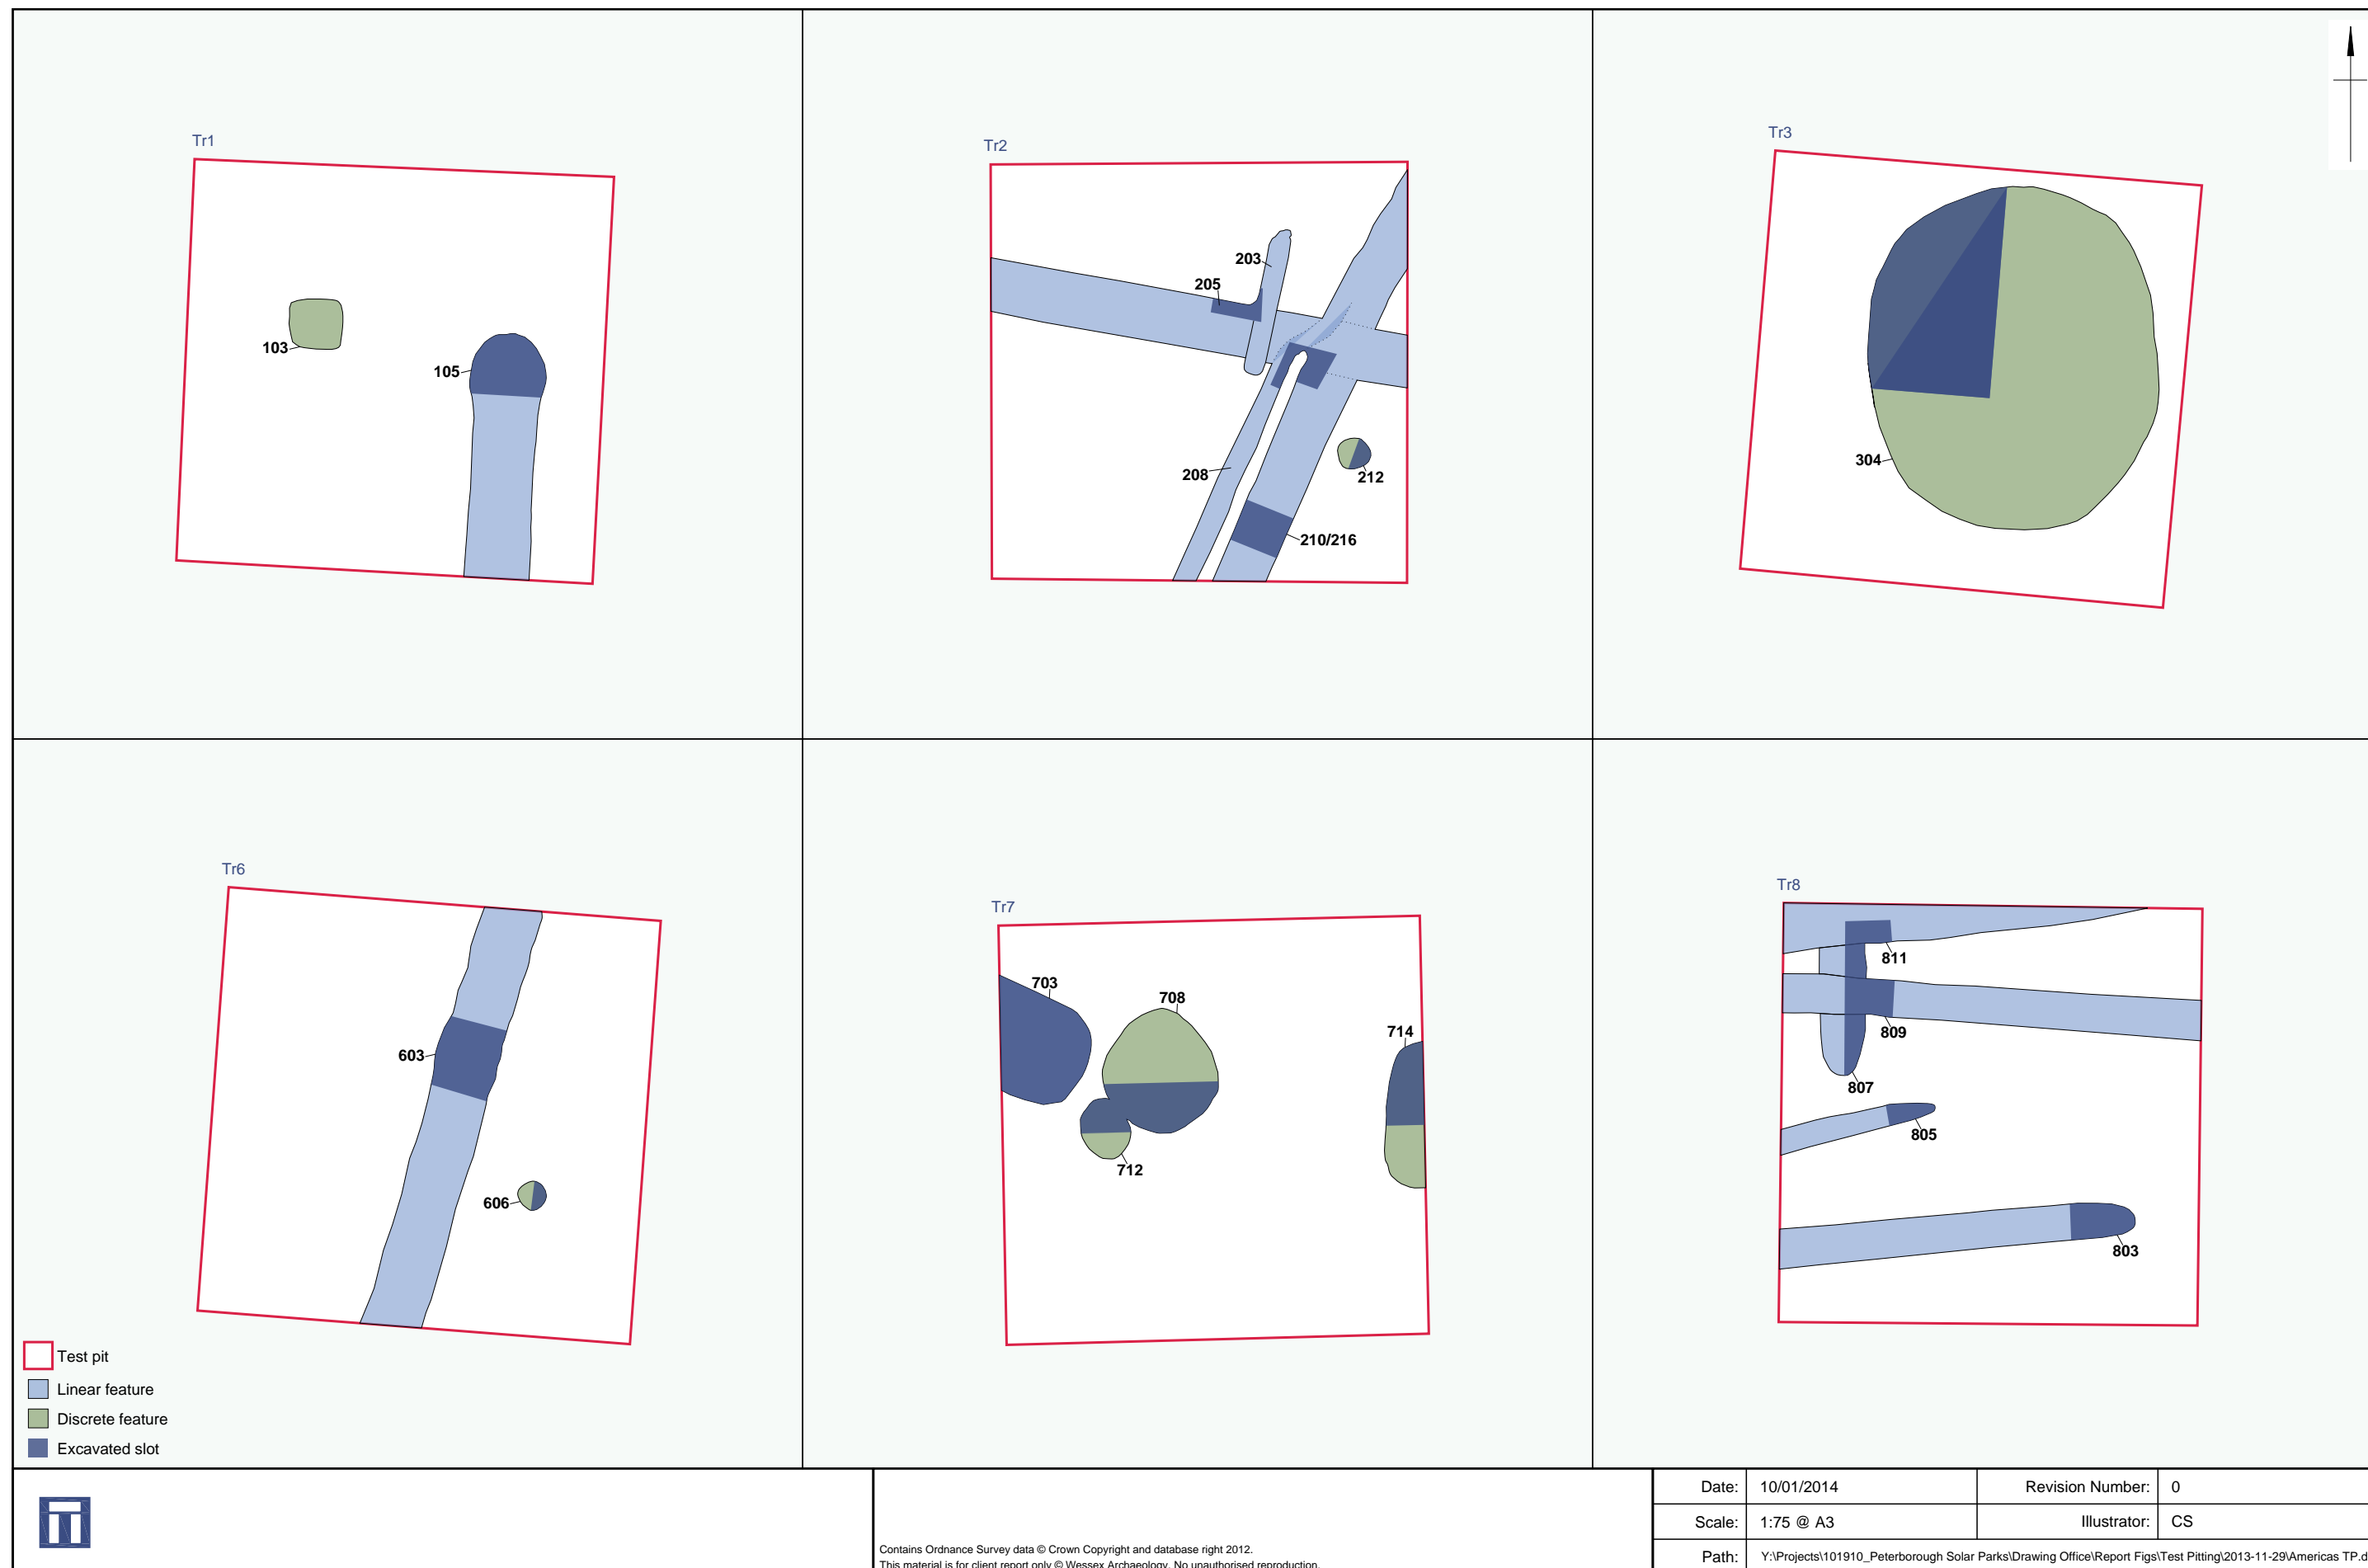 Tr1
103
105
Tr2
203
205
208
212
210/216
Tr3
304
Tr6
603
606
Test pit
Linear feature
Discrete feature
Excavated slot
Tr7
703
708
714
712
Tr8
811
809
807
805
803
Contains Ordnance Survey data © Crown Copyright and database right 2012.
This material is for client report only © Wessex Archaeology. No unauthorised reproduction.
Date: 10/01/2014 Revision Number: 0
Scale: 1:75 @ A3 Illustrator: CS
Path: Y:\Projects\101910_Peterborough Solar Parks\Drawing Office\Report Figs\Test Pitting\2013-11-29\Americas TP.d